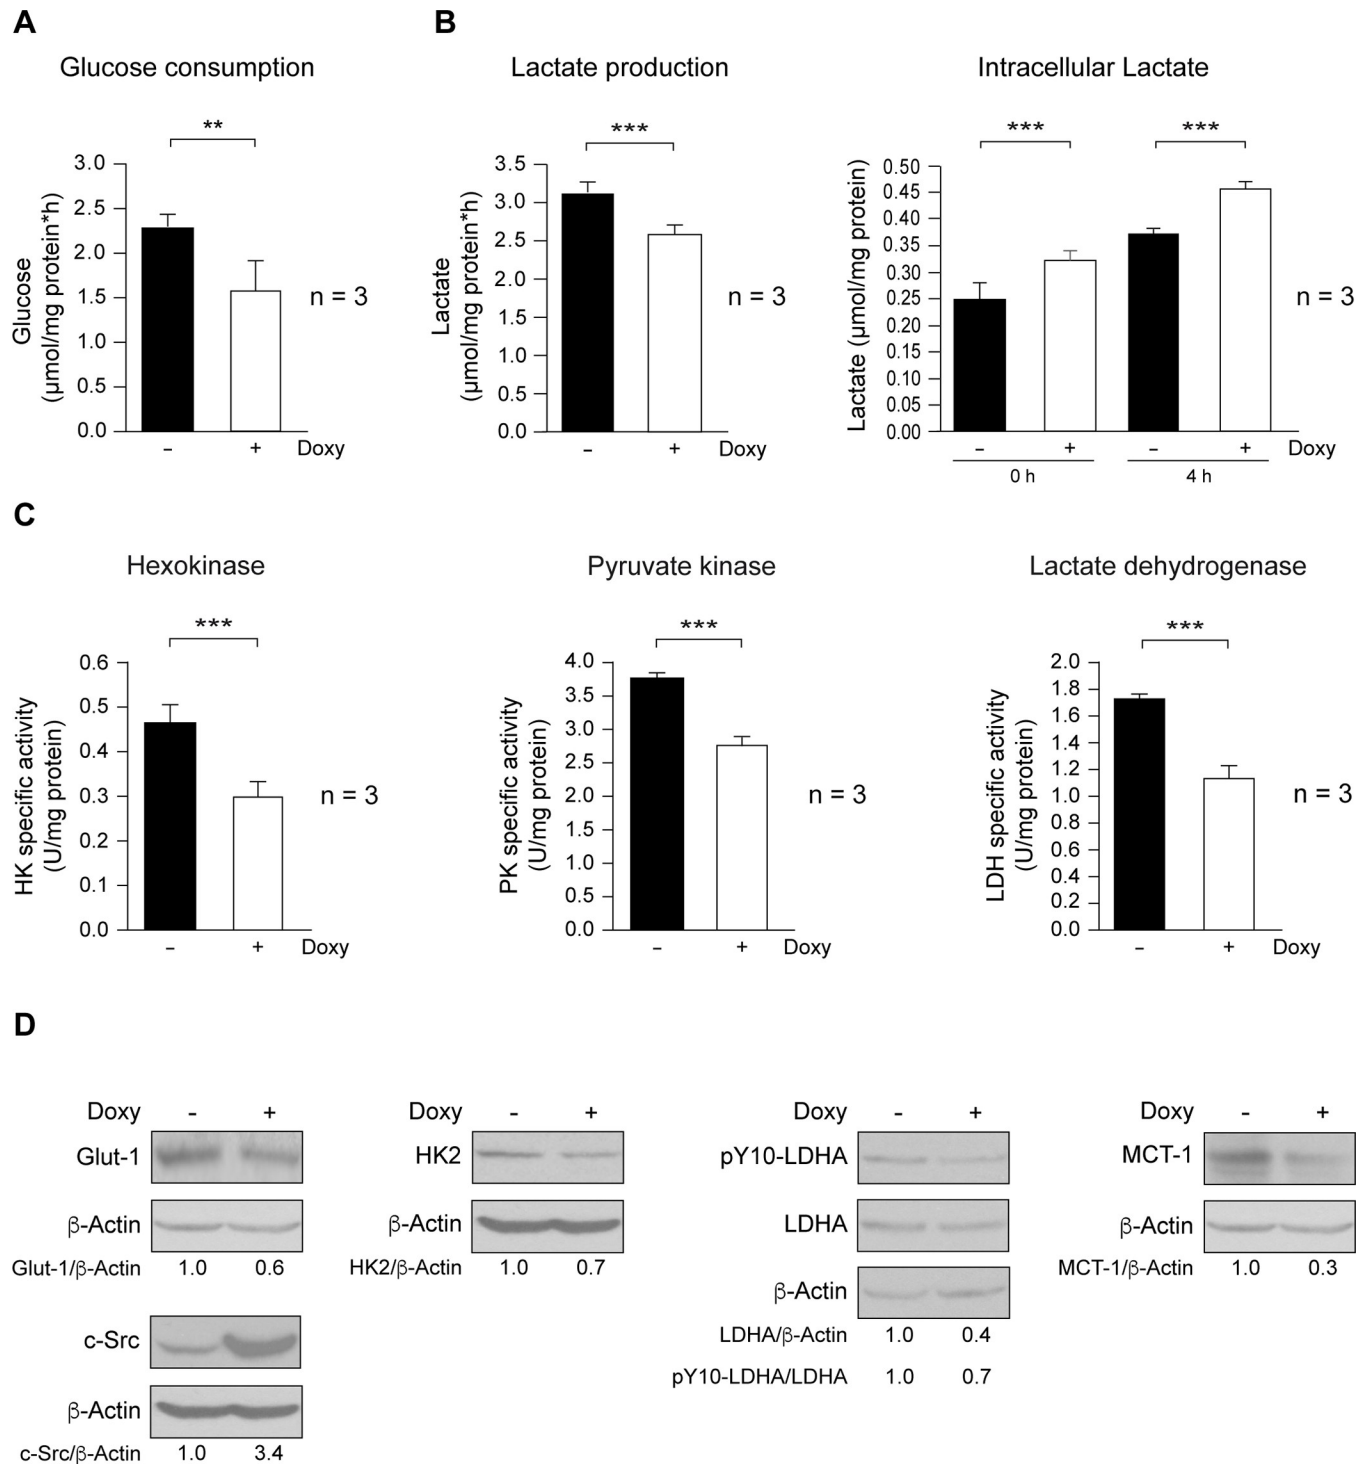 A
B
Glucose consumption
Lactate production
Intracellular Lactate
**
***
***
***
Glucose
(µmol/mg protein*h)
3.0
2.5
2.0
1.5
1.0
0.5
0.0
n = 3
– + Doxy
Lactate
(µmol/mg protein*h)
3.5
3.0
2.5
2.0
1.5
1.0
0.5
0.0
n = 3
– + Doxy
Lactate (µmol/mg protein)
0.50
0.45
0.40
0.35
0.30
0.25
0.20
0.15
0.10
0.05
0.00
n = 3
– + – + Doxy
0 h 4 h
C
Hexokinase
Pyruvate kinase
Lactate dehydrogenase
***
***
***
HK specific activity
(U/mg protein)
0.6
0.5
0.4
0.3
0.2
0.1
0.0
n = 3
– + Doxy
PK specific activity
(U/mg protein)
4.0
3.5
3.0
2.5
2.0
1.5
1.0
0.5
0.0
n = 3
– + Doxy
LDH specific activity
(U/mg protein)
2.0
1.8
1.6
1.4
1.2
1.0
0.8
0.6
0.4
0.2
0.0
n = 3
– + Doxy
D
Doxy - +
Glut-1
β-Actin
Glut-1/β-Actin 1.0 0.6
c-Src
β-Actin
c-Src/β-Actin 1.0 3.4
Doxy - +
HK2
β-Actin
HK2/β-Actin 1.0 0.7
Doxy - +
pY10-LDHA
LDHA
β-Actin
LDHA/β-Actin 1.0 0.4
pY10-LDHA/LDHA 1.0 0.7
Doxy - +
MCT-1
β-Actin
MCT-1/β-Actin 1.0 0.3